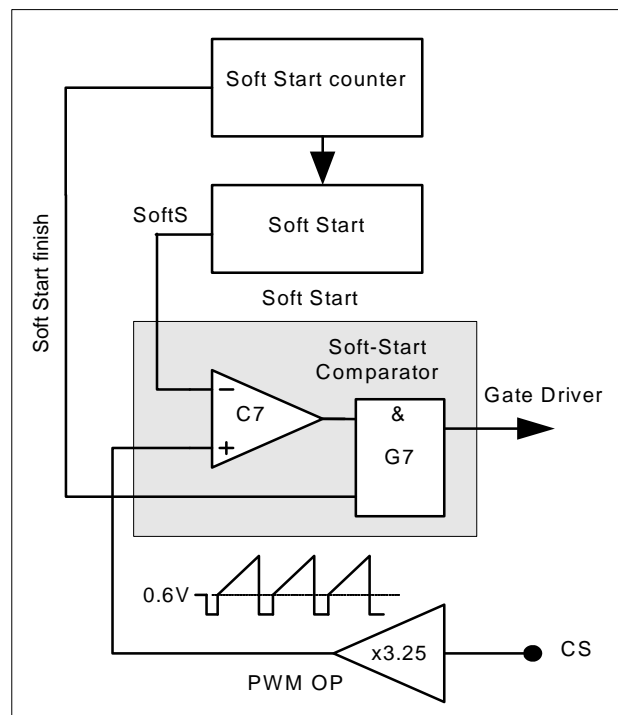 Soft Start counter
SoftS
Soft Start
Soft Start finish
Soft Start
Soft-Start
Comparator
Gate Driver
−
C7
+
&
G7
0.6V
x3.25
CS
PWM OP